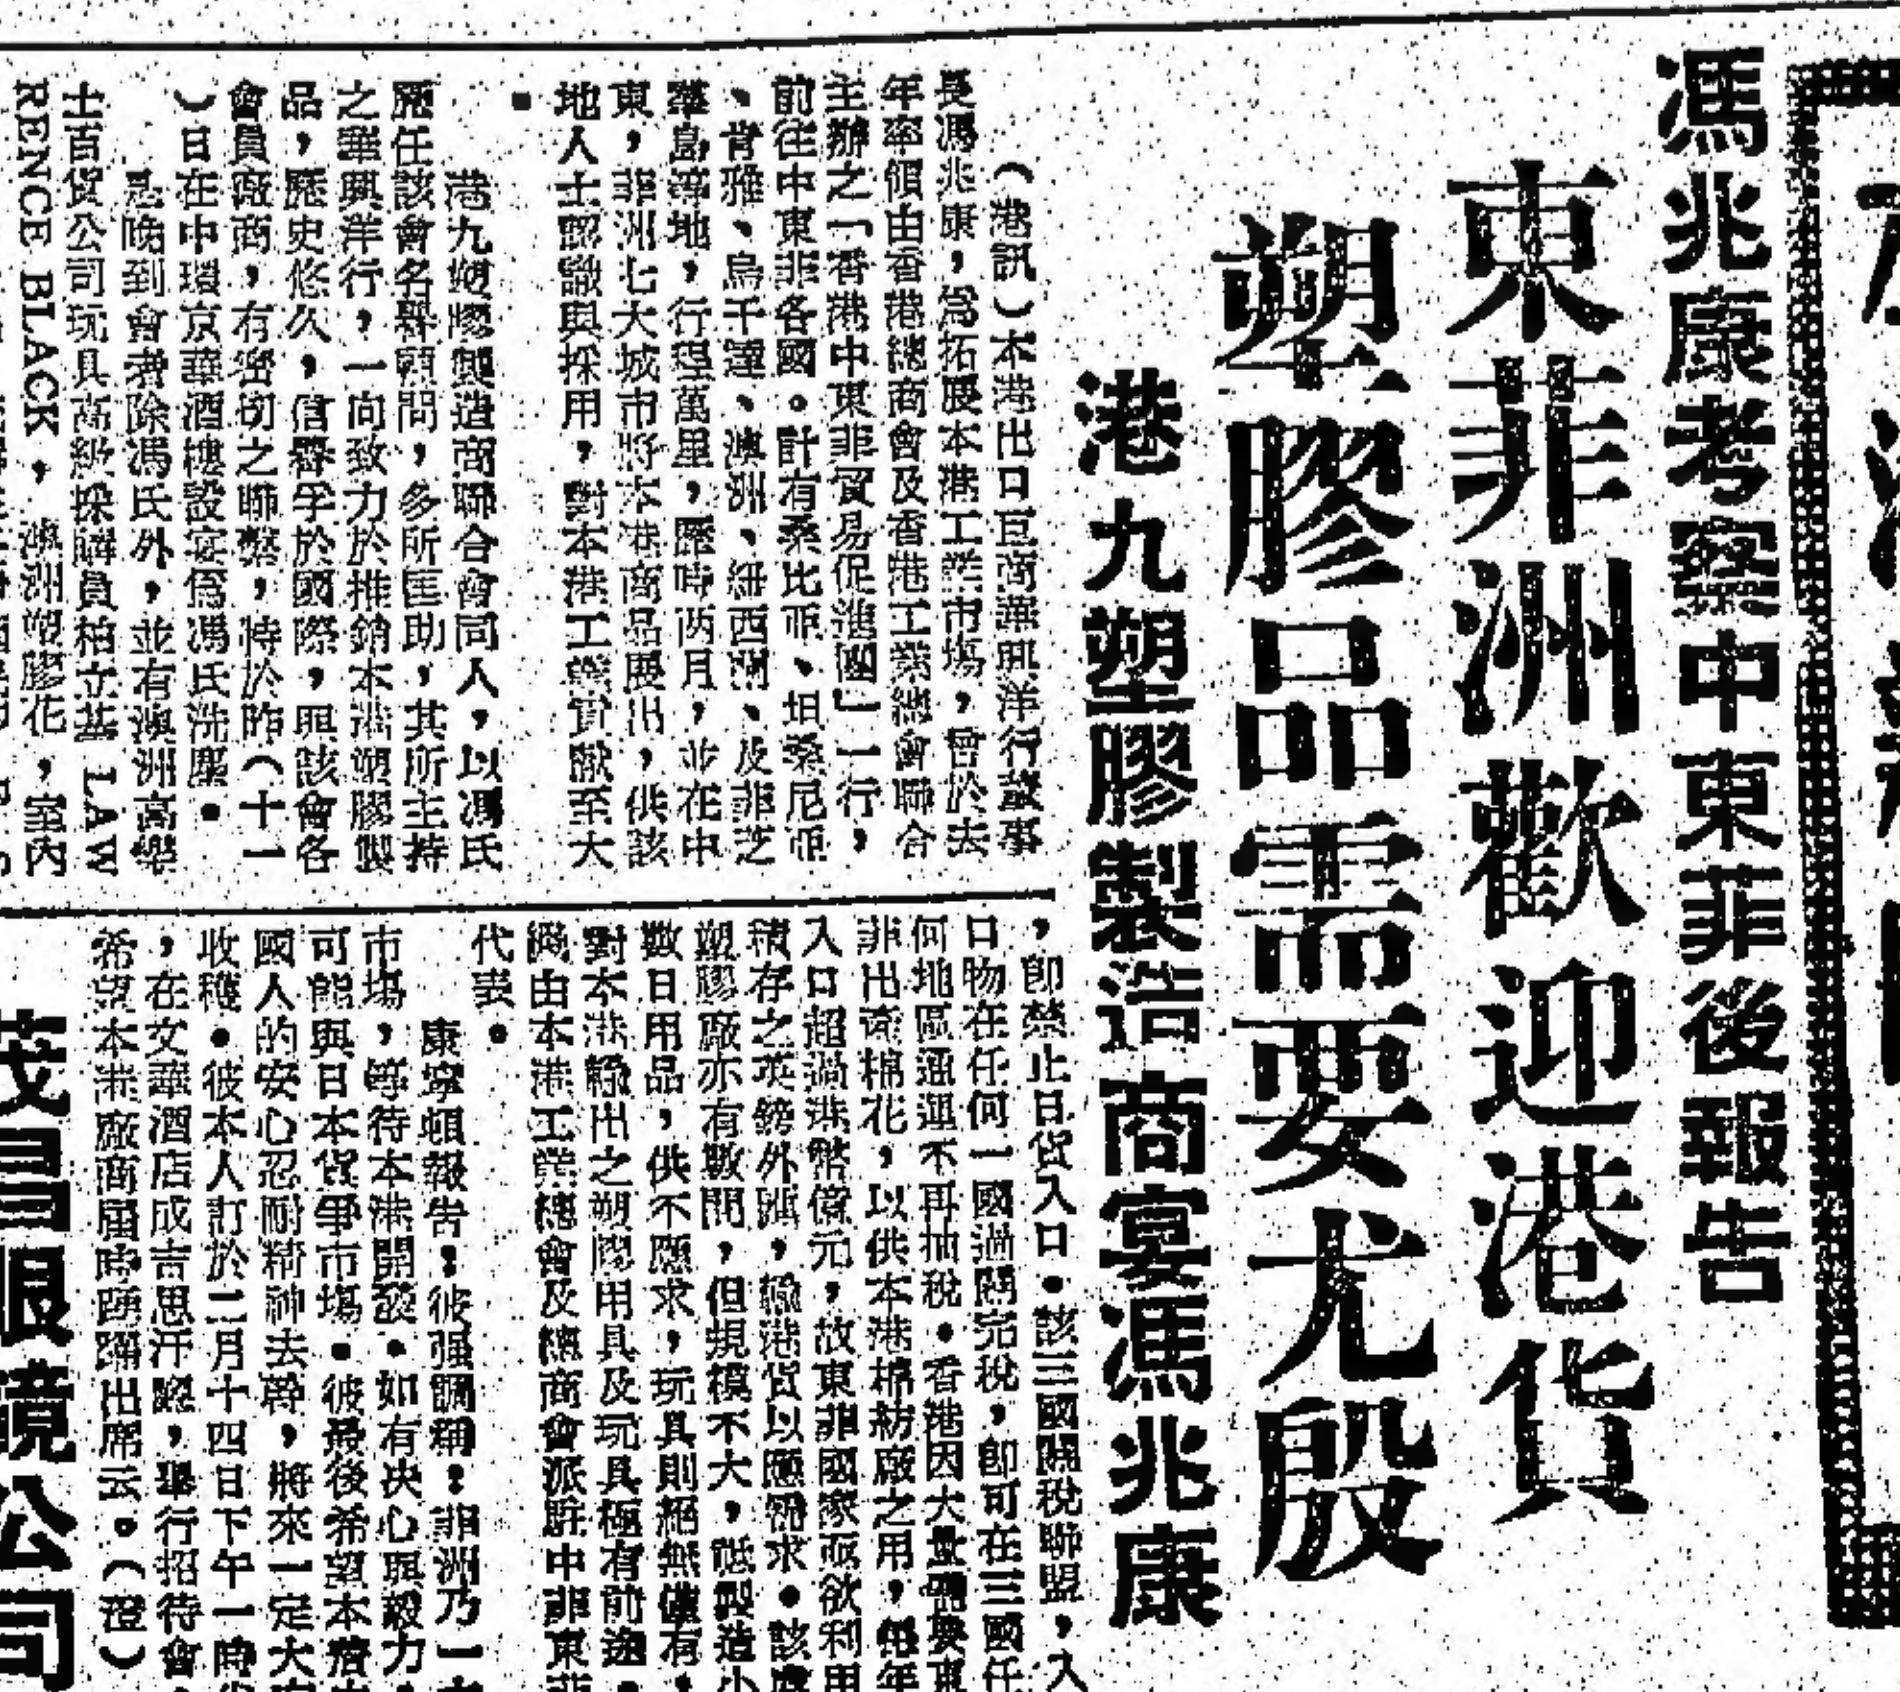 馮兆康考察中東菲後報告
東菲洲歡迎港貨
塑膠品需要尤殷
港九塑膠製造商宴馮兆康
（港訊）本港出口巨商華興洋行董事
長馮兆康，為拓展本港工業市場，曾於去
年率領由香港總商會及香港工業總會聯合
主辦之「香港中東菲貿易促進團」一行，
前往中東菲各國。計有桑比亞、坦桑尼亞
、肯雅、烏干達、澳洲、紐西蘭、及菲芝
羣島等地，行程萬里，歷時两月，並在中
東，菲洲七大城市將本港商品展出，供該
地人士認識與採用，對本港工業貢獻至大
。
港九塑膠製造商聯合會同人，以馮氏
歷任該會名譽顧問，多所匡助，其所主持
之華興洋行，一向致力於推銷本港塑膠製
品，歷史悠久，信譽孚於國際，與該會各
會員廠商，有密切之聯繫，特於昨（十一
）日在中環京華酒樓設宴為馮氏洗塵。
是晚到會者除馮氏外，並有澳洲高樂
士百貨公司玩具高級採購員柏立基 LAW
RENCE BLACK，澳洲塑膠花，室內
，卽禁止日貨入口。該三國關稅聯盟，入
口物在任何一國過關完稅，卽可在三國任
何地區通運不再抽稅。香港因大量需要東
菲出產棉花，以供本港棉紡廠之用，每年
入口超過港幣億元，故東菲國家亟欲利用
積存之英鎊外匯，輸港貨以應需求。該處
塑膠廠亦有數間，但規模不大，祗製造小
數日用品，供不應求，玩具則絕無僅有，
對本港輸出之塑膠用具及玩具極有前途。
由本港工業總會及總商會派駐中菲東菲
代表。
康寧頓報告：彼强調稱：菲洲乃一
市場，等待本港開發。如有决心與毅力，
可能與日本貨爭市場。彼最後希望本
國人的安心忍耐精神去幹，將來一定大
收穫。彼本人訂於二月十四日下午一時
，在文華酒店成吉思汗廳，舉行招待會，
希望本港廠商屆時踴躍出席云。（澄）
茂昌眼鏡公司